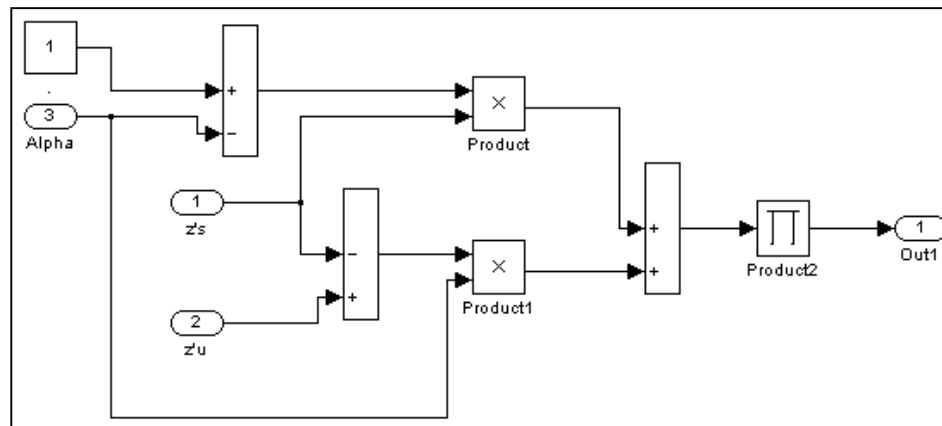 1
.
+
3
−
Alpha
×
Product
1
z's
−
+
2
z'u
×
Product1
+
+
Product2
1
Out1